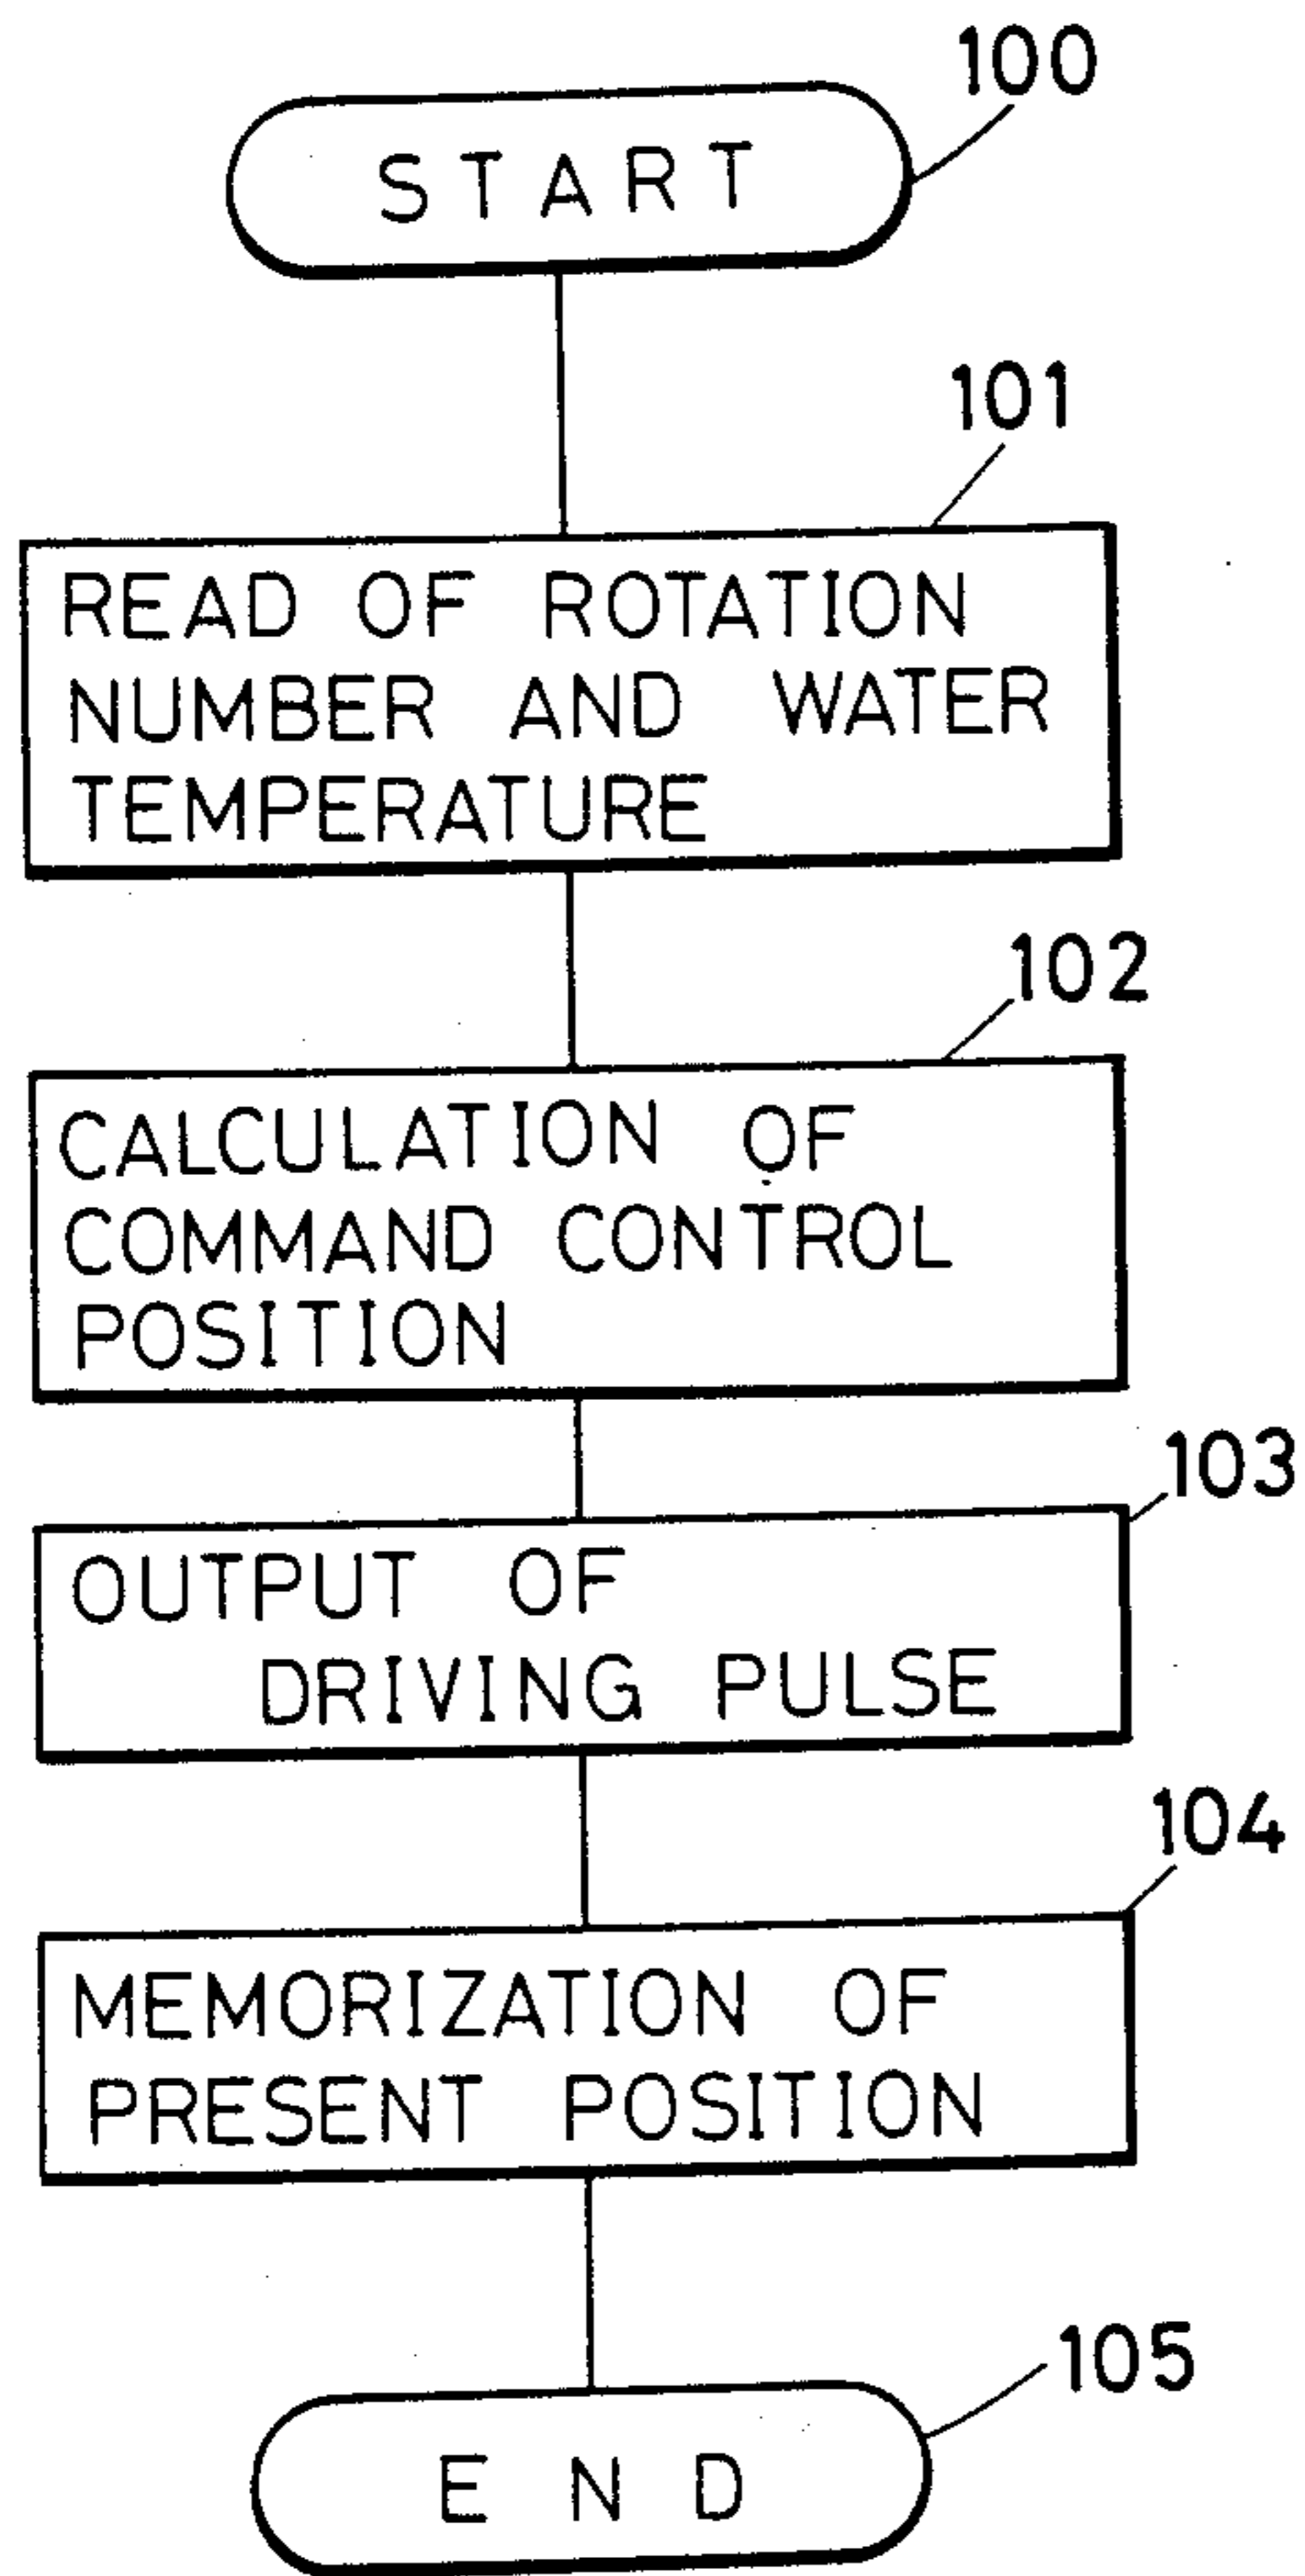 100
START
101
READ OF ROTATION
NUMBER AND WATER
TEMPERATURE
102
CALCULATION OF
COMMAND CONTROL
POSITION
103
OUTPUT OF
DRIVING PULSE
104
MEMORIZATION OF
PRESENT POSITION
105
END